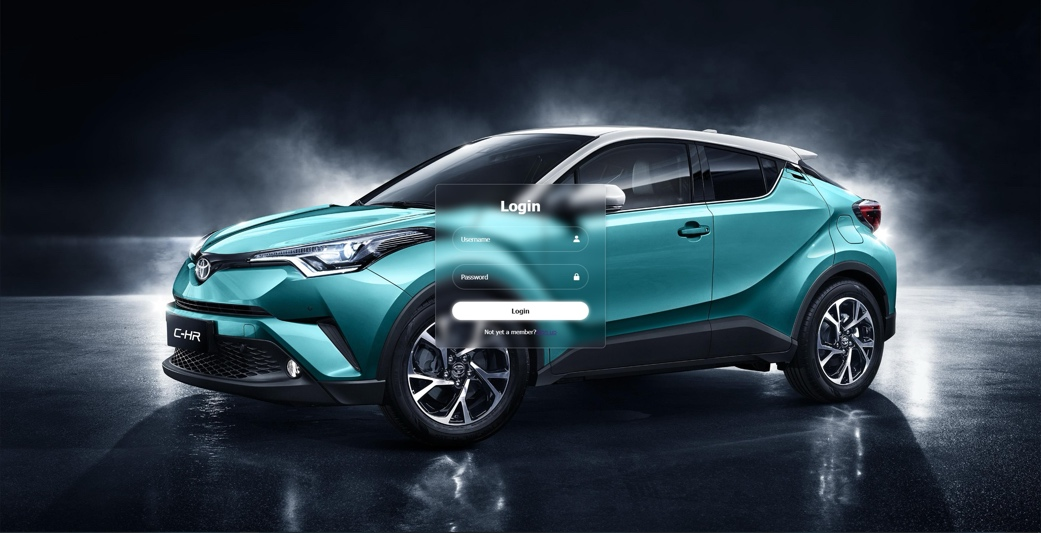 Login
Username
Password
Login
Not yet a member?
C-HR